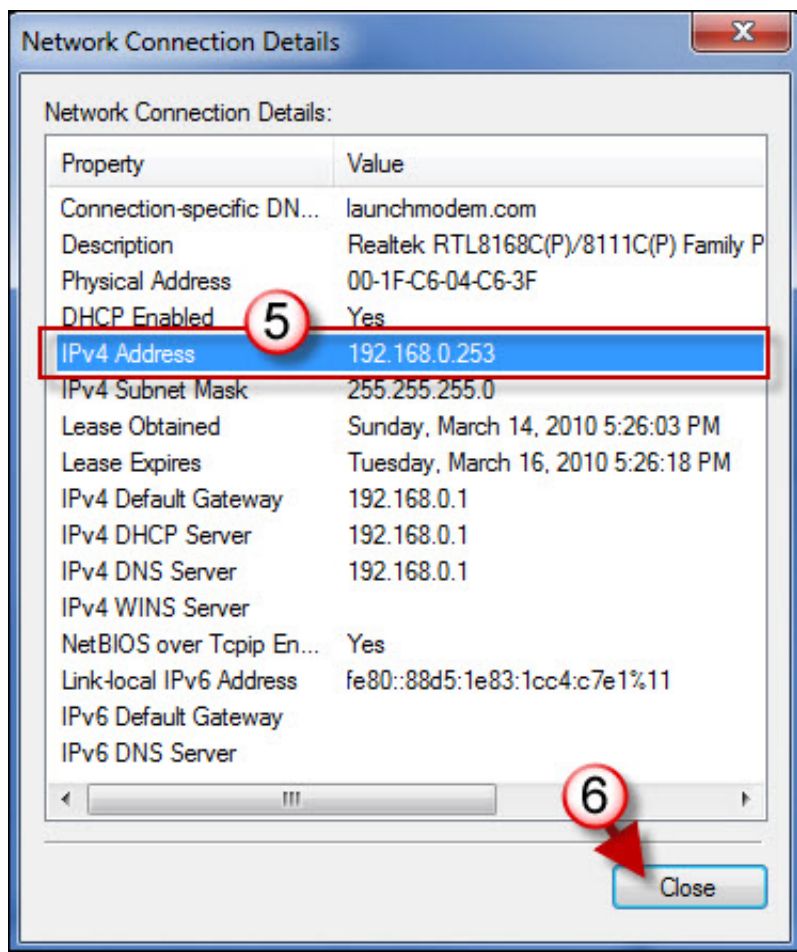 Network Connection Details
X
Network Connection Details:
Property Value
Connection-specific DN... launchmodem.com
Description Realtek RTL8168C(P)/8111C(P) Family P
Physical Address 00-1F-C6-04-C6-3F
DHCP Enabled Yes
5
IPv4 Address 192.168.0.253
IPv4 Subnet Mask 255.255.255.0
Lease Obtained Sunday, March 14, 2010 5:26:03 PM
Lease Expires Tuesday, March 16, 2010 5:26:18 PM
IPv4 Default Gateway 192.168.0.1
IPv4 DHCP Server 192.168.0.1
IPv4 DNS Server 192.168.0.1
IPv4 WINS Server
NetBIOS over Tcpip En... Yes
Link-local IPv6 Address fe80::88d5:1e83:1cc4:c7e1%11
IPv6 Default Gateway
IPv6 DNS Server
6
Close